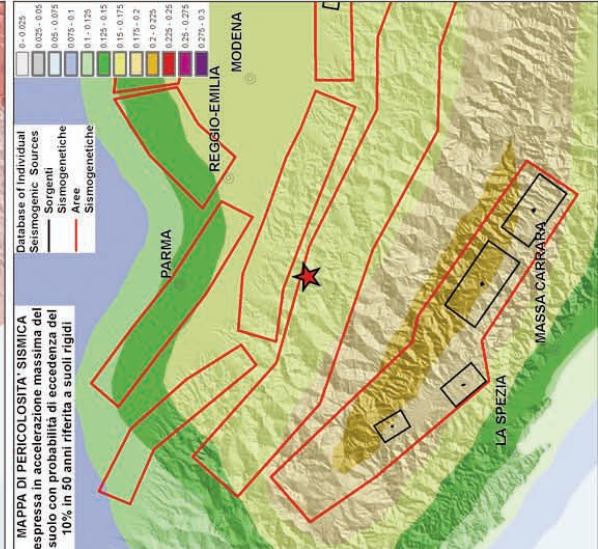 MAPPA DI PERICOLOSITA' SISMICA
espressa in accelerazione massima del
suolo con probabilità di eccedenza del
10% in 50 anni riferita a suoli rigidi
Database of Individual
Seismogenic Sources
Sorgenti
Sismogenetiche
Aree
Sismogenetiche
0 - 0.025
0.025 - 0.05
0.05 - 0.075
0.075 - 0.1
0.1 - 0.125
0.125 - 0.15
0.15 - 0.175
0.175 - 0.2
0.2 - 0.225
0.225 - 0.25
0.25 - 0.275
0.275 - 0.3
PARMA
REGGIO-EMILIA
MODENA
LA SPEZIA
MASSA CARRARA